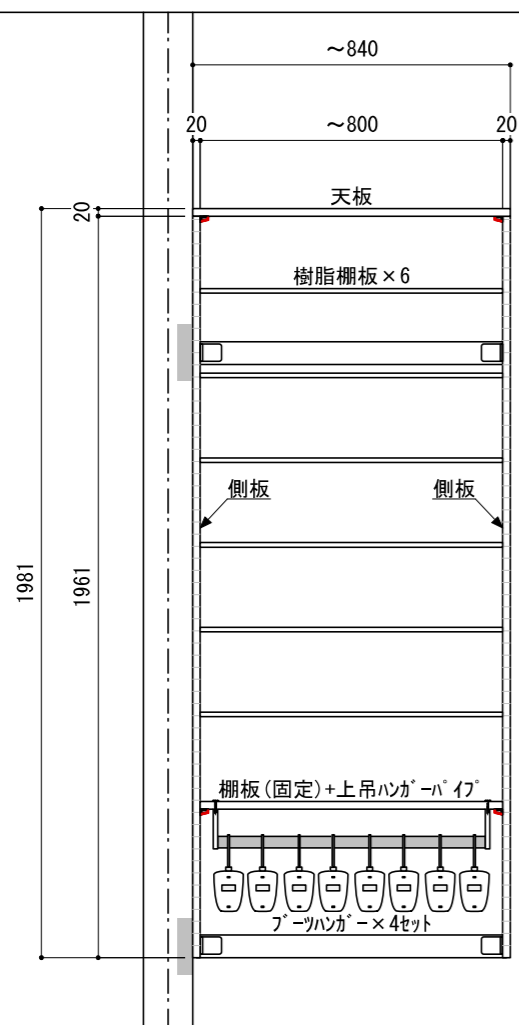 ～840
20 ～800 20
天板
20
樹脂棚板×6
側板 側板
1981 1961
棚板(固定)+上吊ﾊﾝｶﾞｰﾊﾟｲﾌﾟ
ﾌﾞｰﾂﾊﾝｶﾞｰ×4ｾｯﾄ